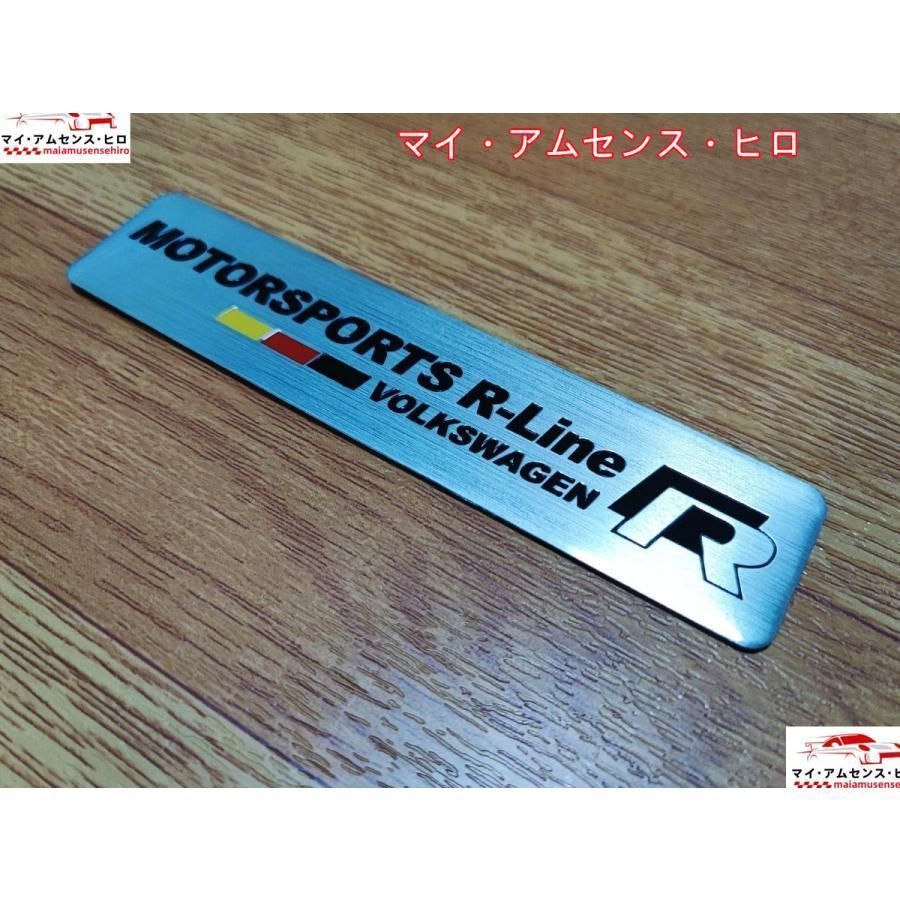 マイ・アムセンス・ヒロ
maiamusensehiro
マイ・アムセンス・ヒロ
MOTORSPORTS R-Line
VOLKSWAGEN
R
マイ・アムセンス・ヒ
maiamusensehiro